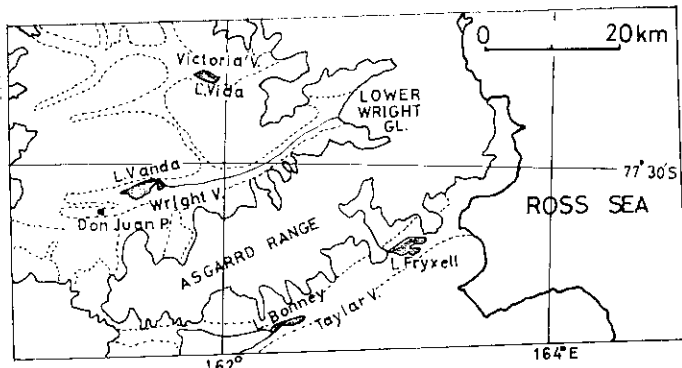 0 20km
Victoria V.
L.Vida
LOWER
WRIGHT
GL.
L.Vanda
77°30'S
Wright V.
Don Juan P.
ROSS SEA
ASGARRD RANGE
L.Fryxell
L.Bonney
Taylar V.
162°
164°E